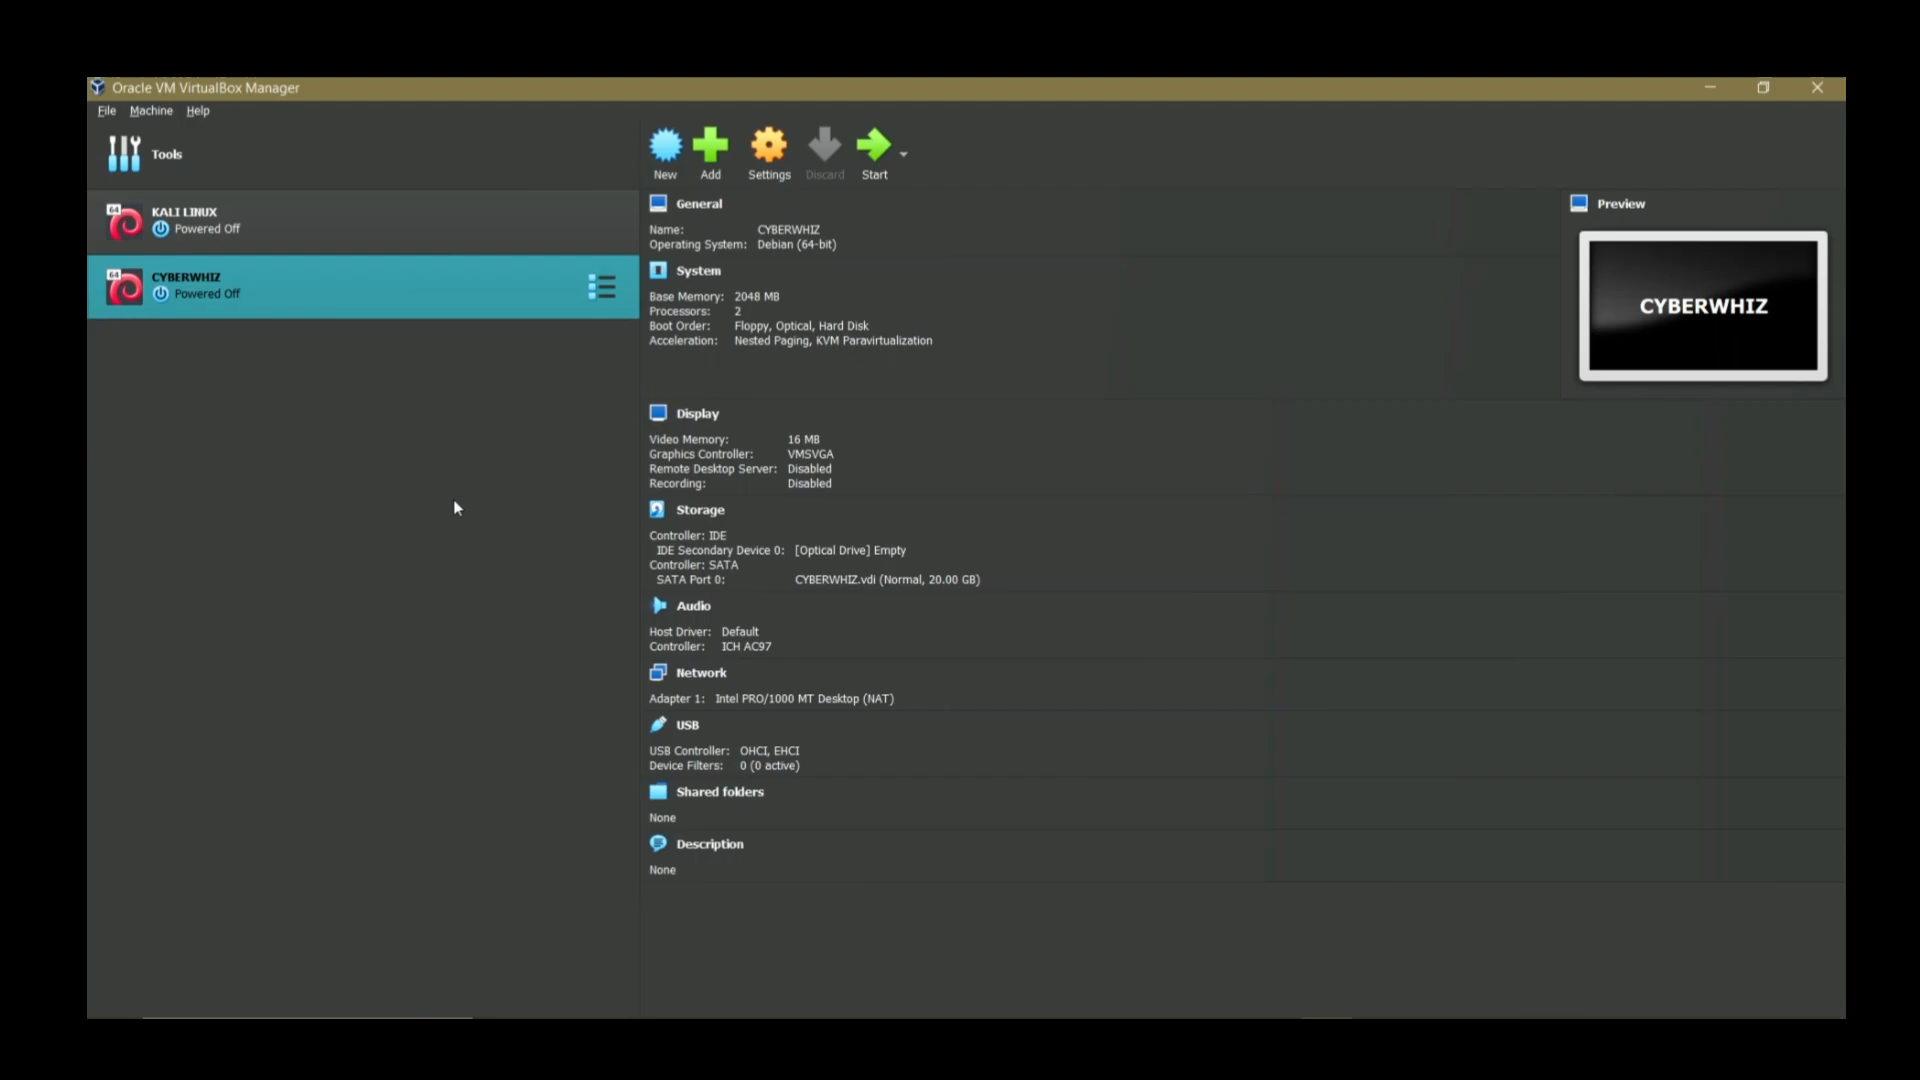 Oracle VM VirtualBox Manager
File Machine Help
Tools
New Add Settings Discard Start
64 KALI LINUX
Powered Off
64 CYBERWHIZ
Powered Off
General
Name: CYBERWHIZ
Operating System: Debian (64-bit)
System
Base Memory: 2048 MB
Processors: 2
Boot Order: Floppy, Optical, Hard Disk
Acceleration: Nested Paging, KVM Paravirtualization
Preview
CYBERWHIZ
Display
Video Memory: 16 MB
Graphics Controller: VMSVGA
Remote Desktop Server: Disabled
Recording: Disabled
Storage
Controller: IDE
IDE Secondary Device 0: [Optical Drive] Empty
Controller: SATA
SATA Port 0: CYBERWHIZ.vdi (Normal, 20.00 GB)
Audio
Host Driver: Default
Controller: ICH AC97
Network
Adapter 1: Intel PRO/1000 MT Desktop (NAT)
USB
USB Controller: OHCI, EHCI
Device Filters: 0 (0 active)
Shared folders
None
Description
None